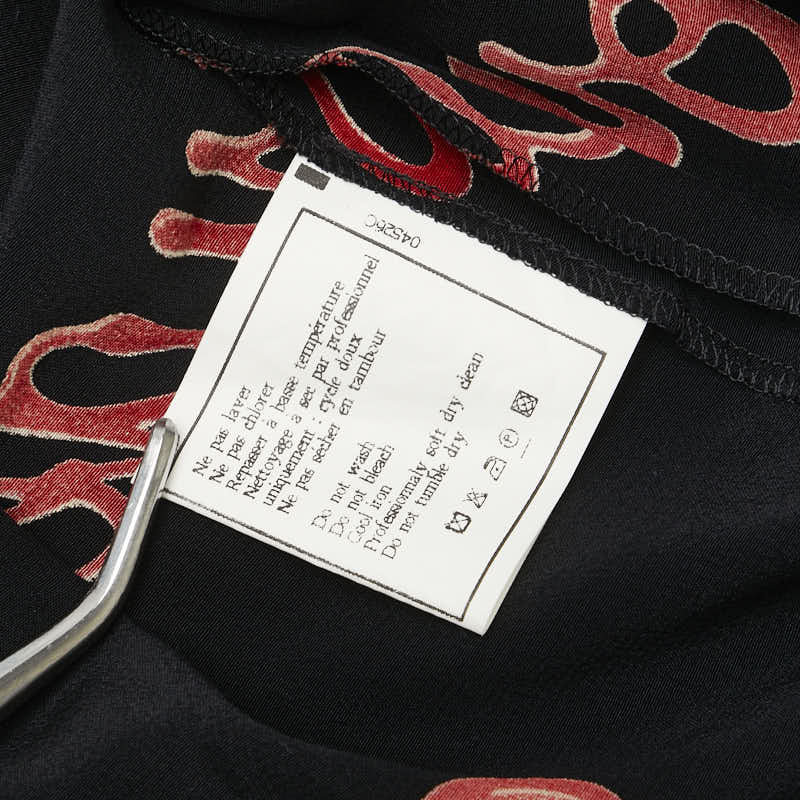 04526C
Ne pas laver
Ne pas chlorer
Repasser à basse température
Nettoyage à sec par professionnel
uniquement : cycle doux
Ne pas sécher en tambour
Do not wash
Do not bleach
Cool iron
Professionnaly soft dry clean
Do not tumble dry
P